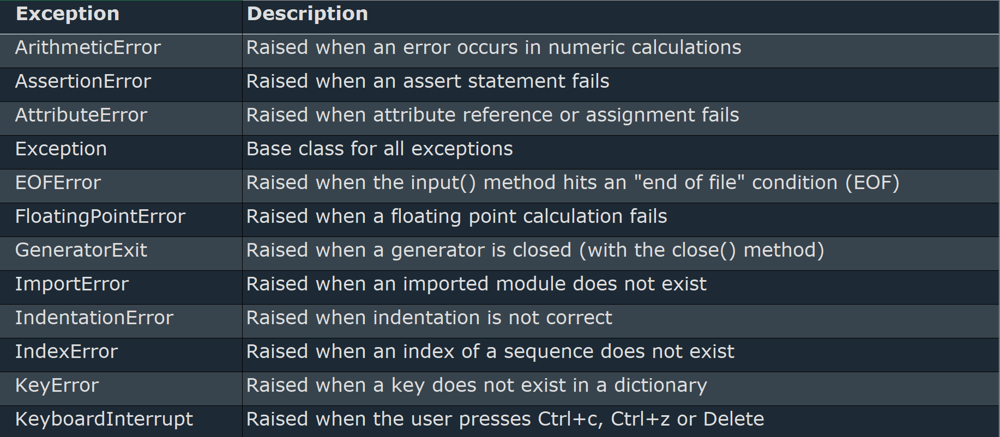 Exception Description
ArithmeticError Raised when an error occurs in numeric calculations
AssertionError Raised when an assert statement fails
AttributeError Raised when attribute reference or assignment fails
Exception Base class for all exceptions
EOFError Raised when the input() method hits an "end of file" condition (EOF)
FloatingPointError Raised when a floating point calculation fails
GeneratorExit Raised when a generator is closed (with the close() method)
ImportError Raised when an imported module does not exist
IndentationError Raised when indentation is not correct
IndexError Raised when an index of a sequence does not exist
KeyError Raised when a key does not exist in a dictionary
KeyboardInterrupt Raised when the user presses Ctrl+c, Ctrl+z or Delete